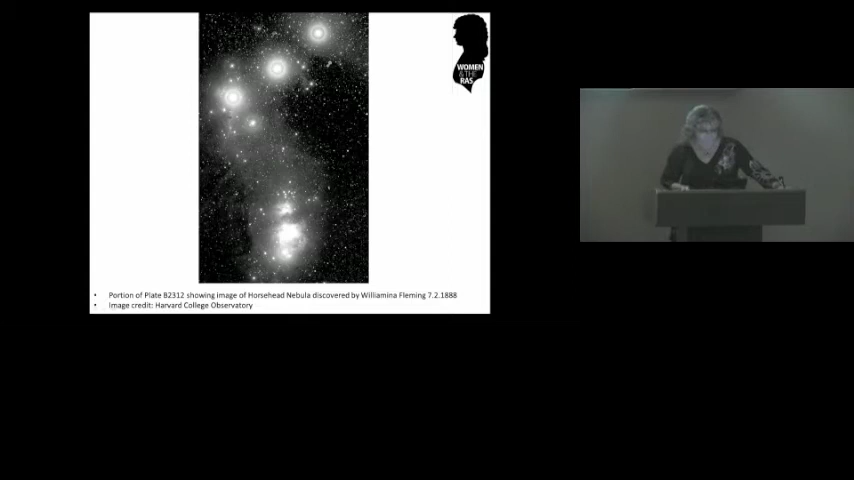 WOMEN
& THE
RAS
• Portion of Plate B2312 showing image of Horsehead Nebula discovered by Williamina Fleming 7.2.1888
• Image credit: Harvard College Observatory